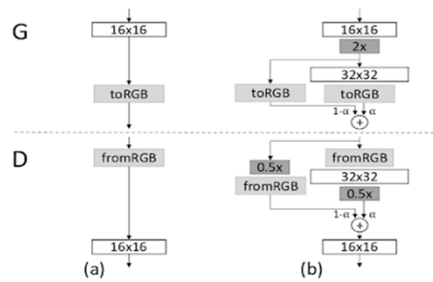 G
16x16
toRGB
16x16
2x
32x32
toRGB
toRGB
1-α
α
+
D
fromRGB
16x16
fromRGB
0.5x
32x32
fromRGB
0.5x
1-α
α
+
16x16
(a)
(b)